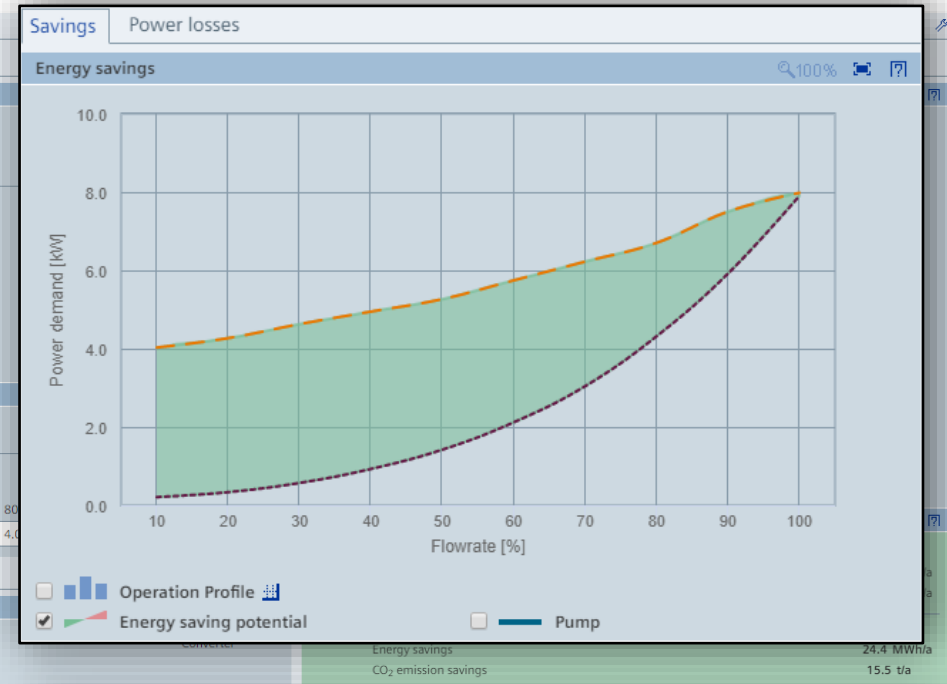 Savings Power losses
Energy savings 100% ?
10.0
8.0
6.0
4.0
2.0
0.0
Power demand [kW]
10 20 30 40 50 60 70 80 90 100
Flowrate [%]
Operation Profile
Energy saving potential Pump
Converter
Energy savings 24.4 MWh/a
CO₂ emission savings 15.5 t/a
80
4.0
?
?
/a
/a